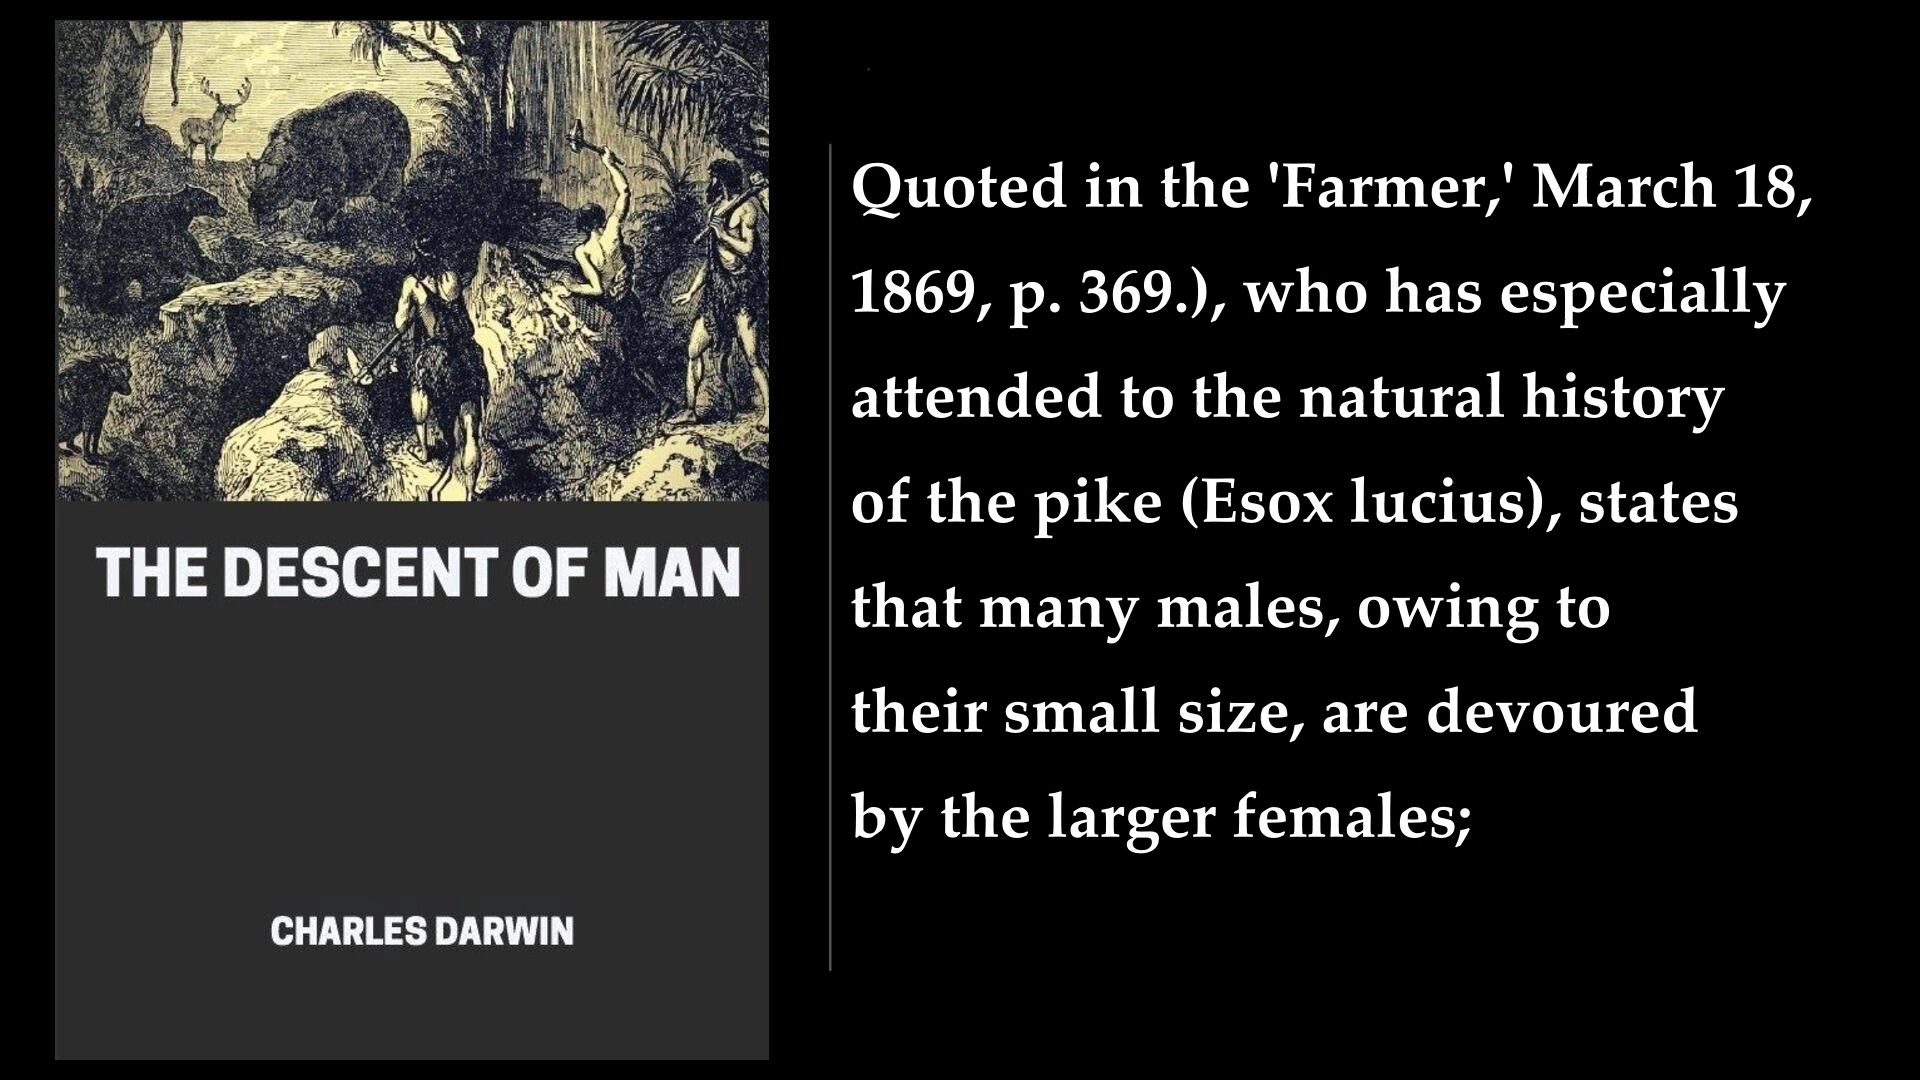 THE DESCENT OF MAN
CHARLES DARWIN
Quoted in the 'Farmer,' March 18,
1869, p. 369.), who has especially
attended to the natural history
of the pike (Esox lucius), states
that many males, owing to
their small size, are devoured
by the larger females;